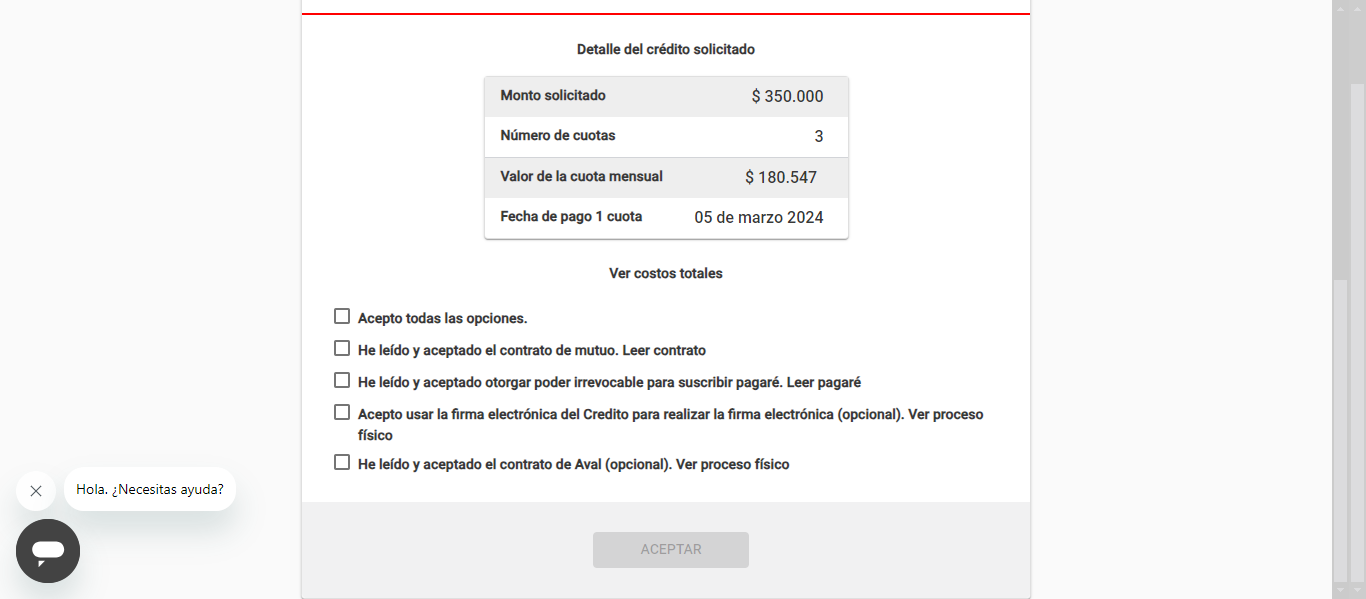 Detalle del crédito solicitado
Monto solicitado $ 350.000
Número de cuotas 3
Valor de la cuota mensual $ 180.547
Fecha de pago 1 cuota 05 de marzo 2024
Ver costos totales
Acepto todas las opciones.
He leído y aceptado el contrato de mutuo. Leer contrato
He leído y aceptado otorgar poder irrevocable para suscribir pagaré. Leer pagaré
Acepto usar la firma electrónica del Credito para realizar la firma electrónica (opcional). Ver proceso
físico
He leído y aceptado el contrato de Aval (opcional). Ver proceso físico
Hola. ¿Necesitas ayuda?
ACEPTAR